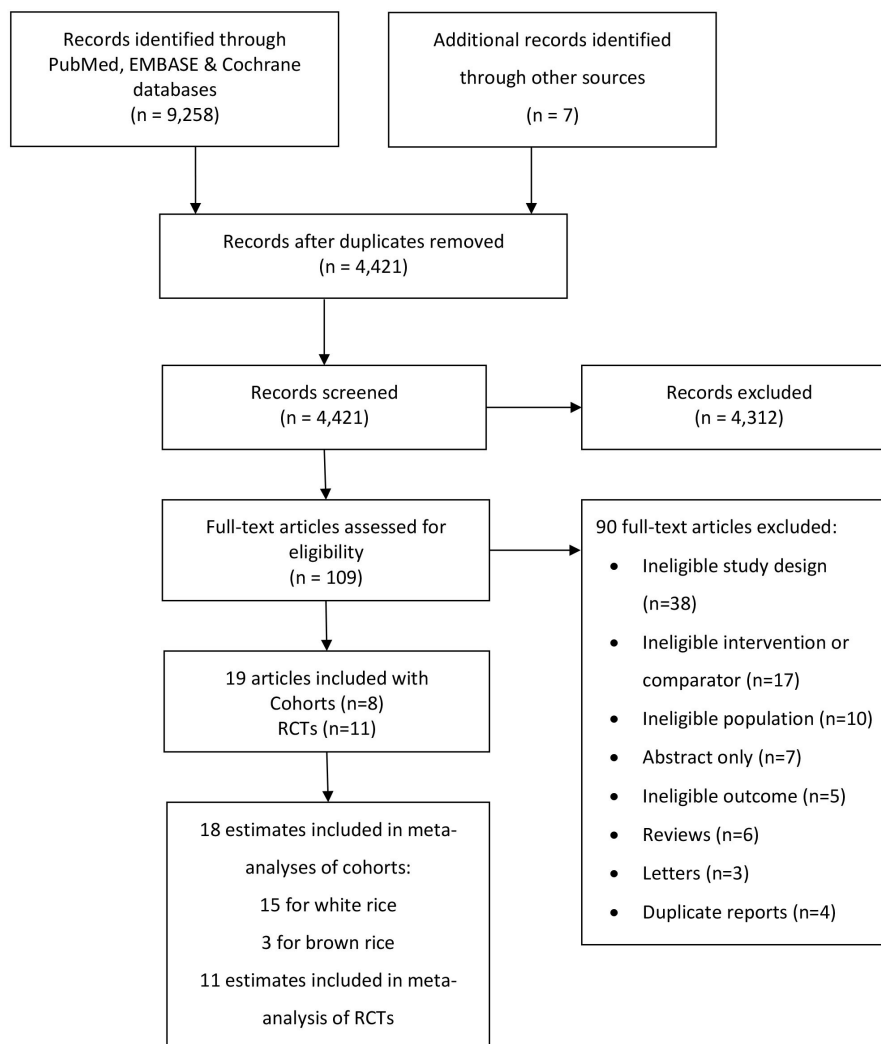 Records identified through
PubMed, EMBASE & Cochrane
databases
(n = 9,258)
Additional records identified
through other sources
(n = 7)
Records after duplicates removed
(n = 4,421)
Records screened
(n = 4,421)
Records excluded
(n = 4,312)
Full-text articles assessed for
eligibility
(n = 109)
90 full-text articles excluded:
• Ineligible study design
(n=38)
• Ineligible intervention or
comparator (n=17)
• Ineligible population (n=10)
• Abstract only (n=7)
• Ineligible outcome (n=5)
• Reviews (n=6)
• Letters (n=3)
• Duplicate reports (n=4)
19 articles included with
Cohorts (n=8)
RCTs (n=11)
18 estimates included in meta-
analyses of cohorts:
15 for white rice
3 for brown rice
11 estimates included in meta-
analysis of RCTs